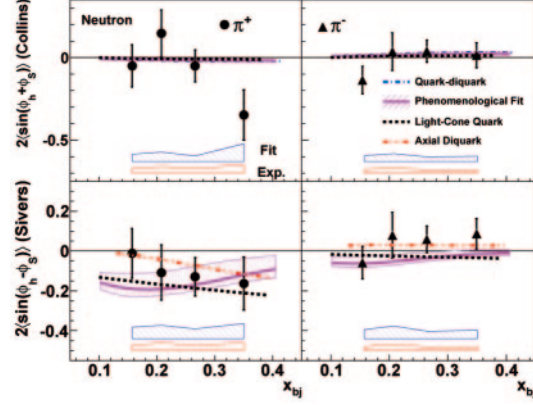 Neutron
π+
π-
2⟨sin(ϕh+ϕS)⟩ (Collins)
0
-0.5
Quark-diquark
Phenomenological Fit
Light-Cone Quark
Axial Diquark
Fit
Exp.
2⟨sin(ϕh-ϕS)⟩ (Sivers)
0.2
0
-0.2
-0.4
0.1 0.2 0.3 0.4 0.1 0.2 0.3 0.4
xbj xb